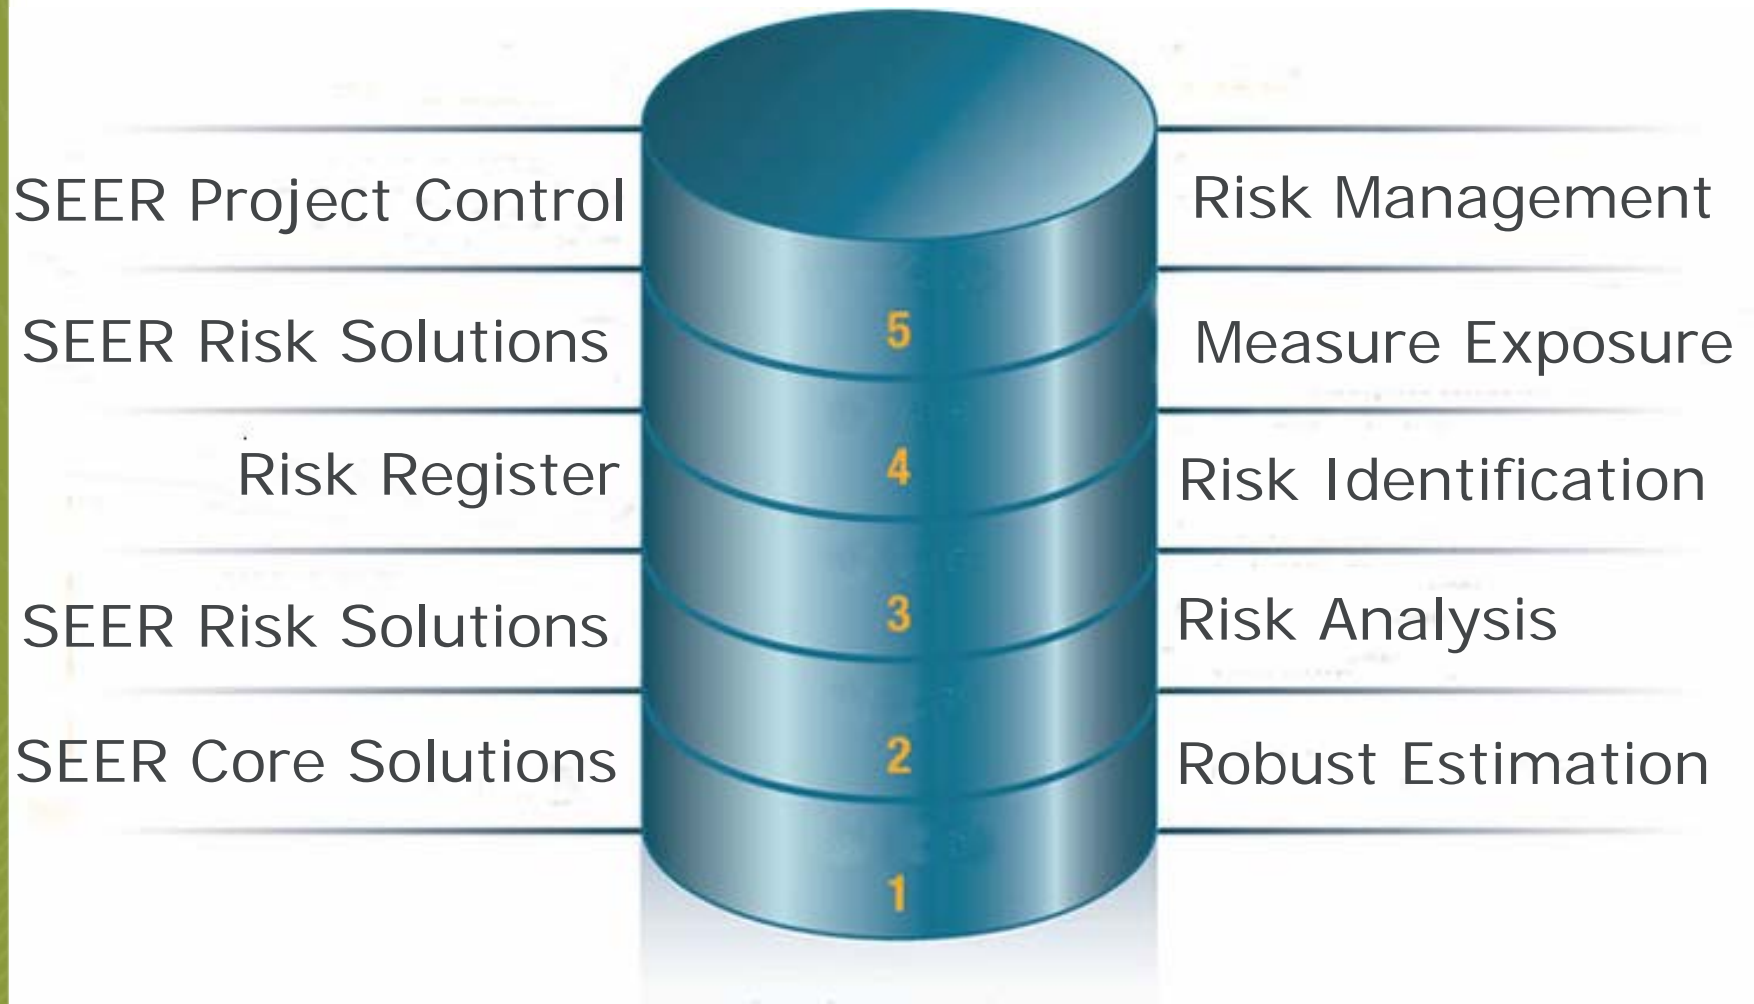 SEER Project Control
Risk Management
5
SEER Risk Solutions
Measure Exposure
4
Risk Register
Risk Identification
3
SEER Risk Solutions
Risk Analysis
2
SEER Core Solutions
Robust Estimation
1